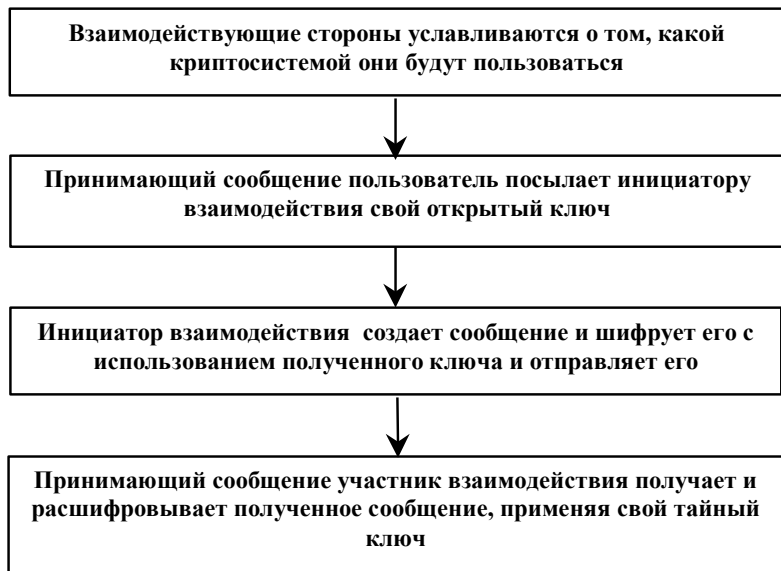 Взаимодействующие стороны уславливаются о том, какой
криптосистемой они будут пользоваться
Принимающий сообщение пользователь посылает инициатору
взаимодействия свой открытый ключ
Инициатор взаимодействия создает сообщение и шифрует его с
использованием полученного ключа и отправляет его
Принимающий сообщение участник взаимодействия получает и
расшифровывает полученное сообщение, применяя свой тайный
ключ